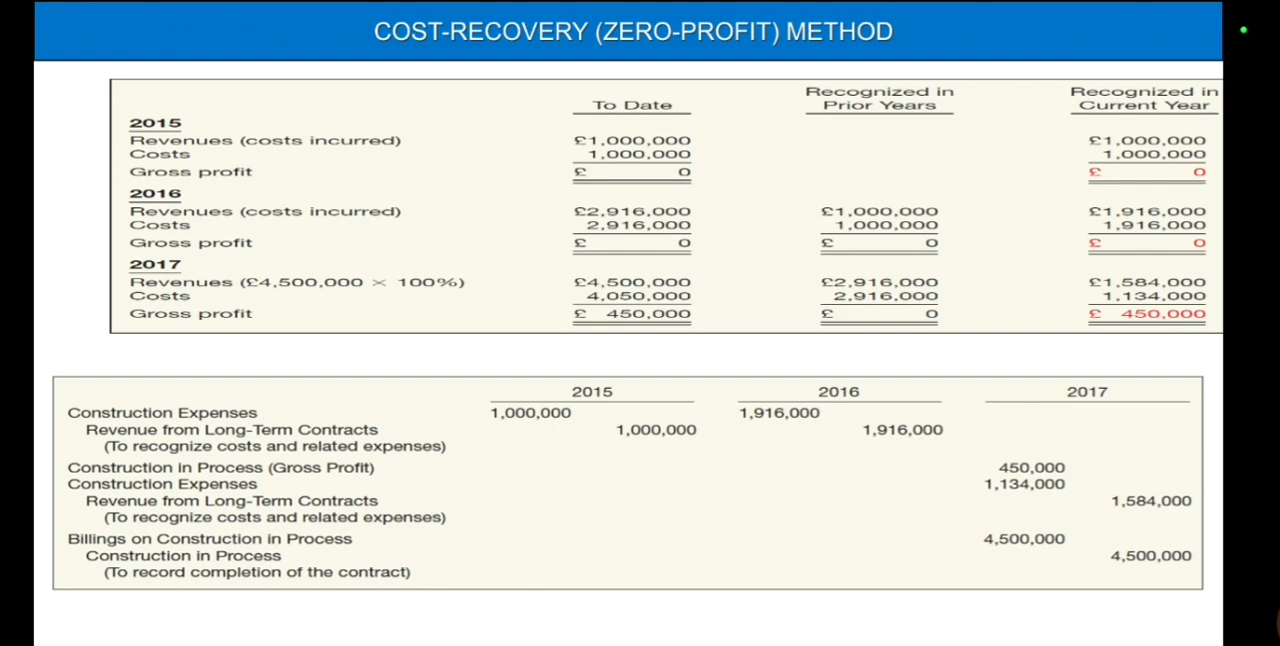 COST-RECOVERY (ZERO-PROFIT) METHOD
Recognized in Recognized in
To Date Prior Years Current Year
2015
Revenues (costs incurred) £1,000,000 £1,000,000
Costs 1,000,000 1,000,000
Gross profit £ 0 £ 0
2016
Revenues (costs incurred) £2,916,000 £1,000,000 £1,916,000
Costs 2,916,000 1,000,000 1,916,000
Gross profit £ 0 £ 0 £ 0
2017
Revenues (£4,500,000 × 100%) £4,500,000 £2,916,000 £1,584,000
Costs 4,050,000 2,916,000 1,134,000
Gross profit £ 450,000 £ 0 £ 450,000
2015 2016 2017
Construction Expenses 1,000,000 1,916,000
Revenue from Long-Term Contracts 1,000,000 1,916,000
(To recognize costs and related expenses)
Construction in Process (Gross Profit) 450,000
Construction Expenses 1,134,000
Revenue from Long-Term Contracts 1,584,000
(To recognize costs and related expenses)
Billings on Construction in Process 4,500,000
Construction in Process 4,500,000
(To record completion of the contract)